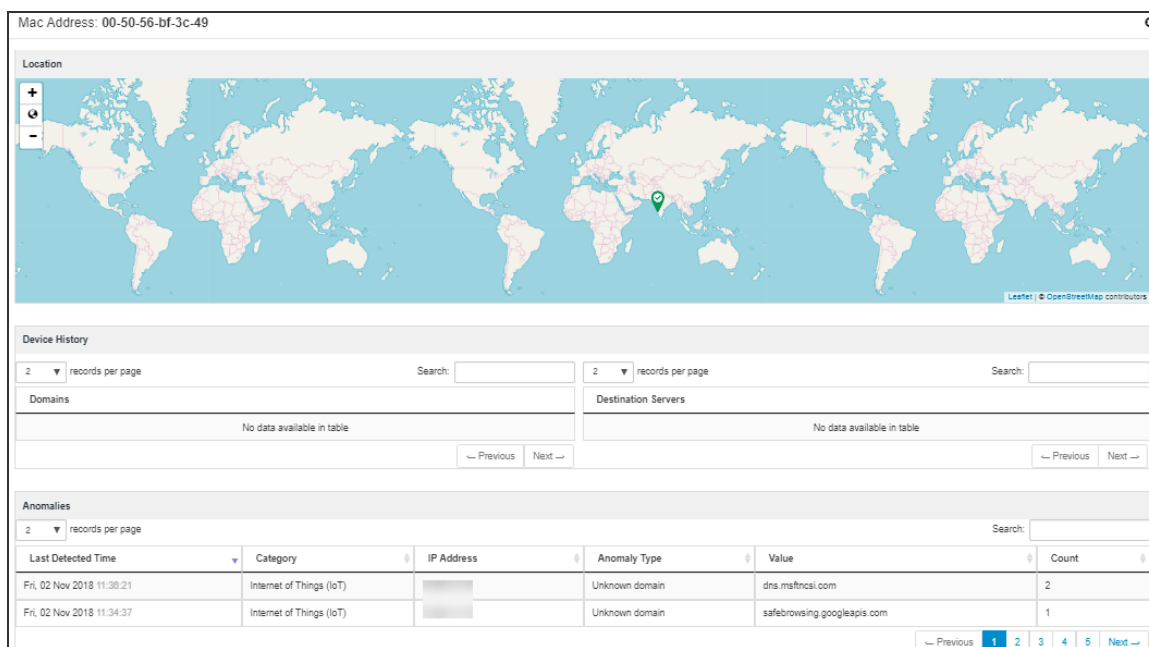 Mac Address: 00-50-56-bf-3c-49
Location
+
-
Leaflet | © OpenStreetMap contributors
Device History
2 records per page Search: 2 records per page Search:
Domains Destination Servers
No data available in table No data available in table
← Previous Next → ← Previous Next →
Anomalies
2 records per page Search:
Last Detected Time Category IP Address Anomaly Type Value Count
Fri, 02 Nov 2018 11:36:21 Internet of Things (IoT) Unknown domain dns.msftncsi.com 2
Fri, 02 Nov 2018 11:34:37 Internet of Things (IoT) Unknown domain safebrowsing.googleapis.com 1
← Previous 1 2 3 4 5 Next →